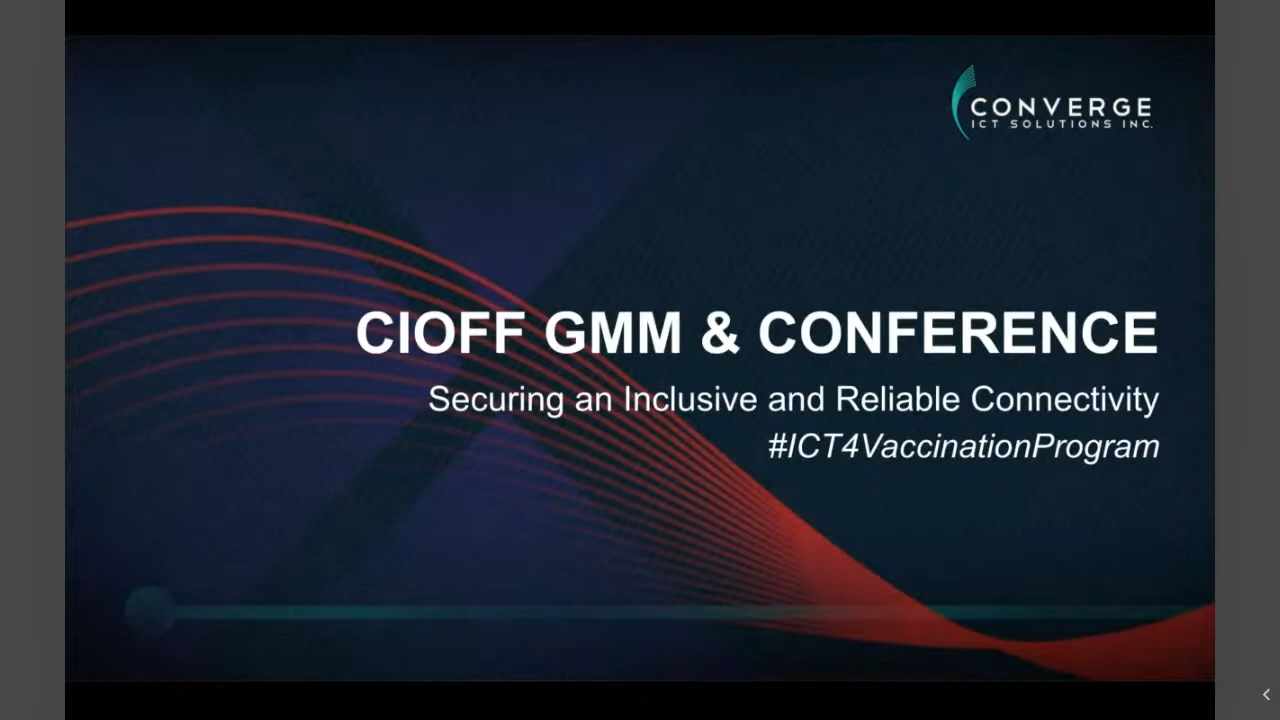 CONVERGE
ICT SOLUTIONS INC.
CIOFF GMM & CONFERENCE
Securing an Inclusive and Reliable Connectivity
#ICT4VaccinationProgram